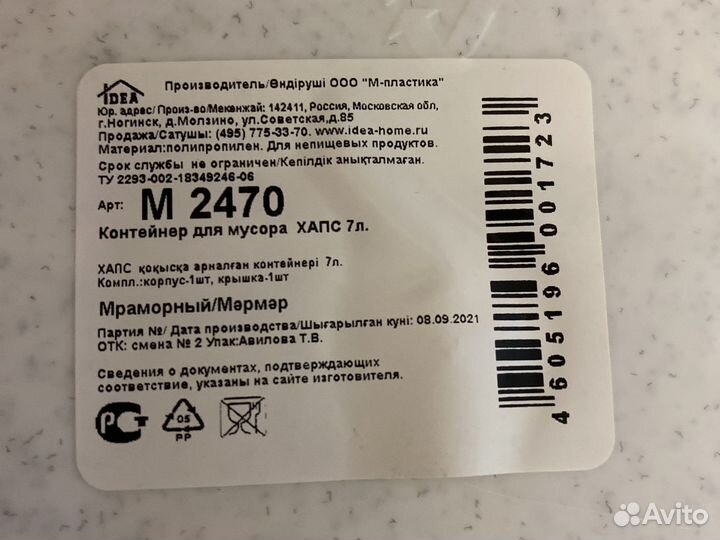 IDEA
Производитель/Өндіруші ООО "М-пластика"
Юр. адрес/ Произ-во/Мекенжай: 142411, Россия, Московская обл,
г.Ногинск, д.Молзино, ул.Советская,д.85
Продажа/Сатушы: (495) 775-33-70. www.idea-home.ru
Материал:полипропилен. Для непищевых продуктов.
Срок службы не ограничен/Кепілдік анықталмаған.
ТУ 2293-002-18349246-06
Арт: М 2470
Контейнер для мусора ХАПС 7л.
ХАПС қоқысқа арналған контейнері 7л.
Компл.:корпус-1шт, крышка-1шт
Мраморный/Мәрмәр
Партия №/ Дата производства/Шығарылған куні: 08.09.2021
ОТК: смена № 2 Упак:Авилова Т.В.
Сведения о документах, подтверждающих
соответствие, указаны на сайте изготовителя.
РСТ
05
PP
4605196001723
Avito